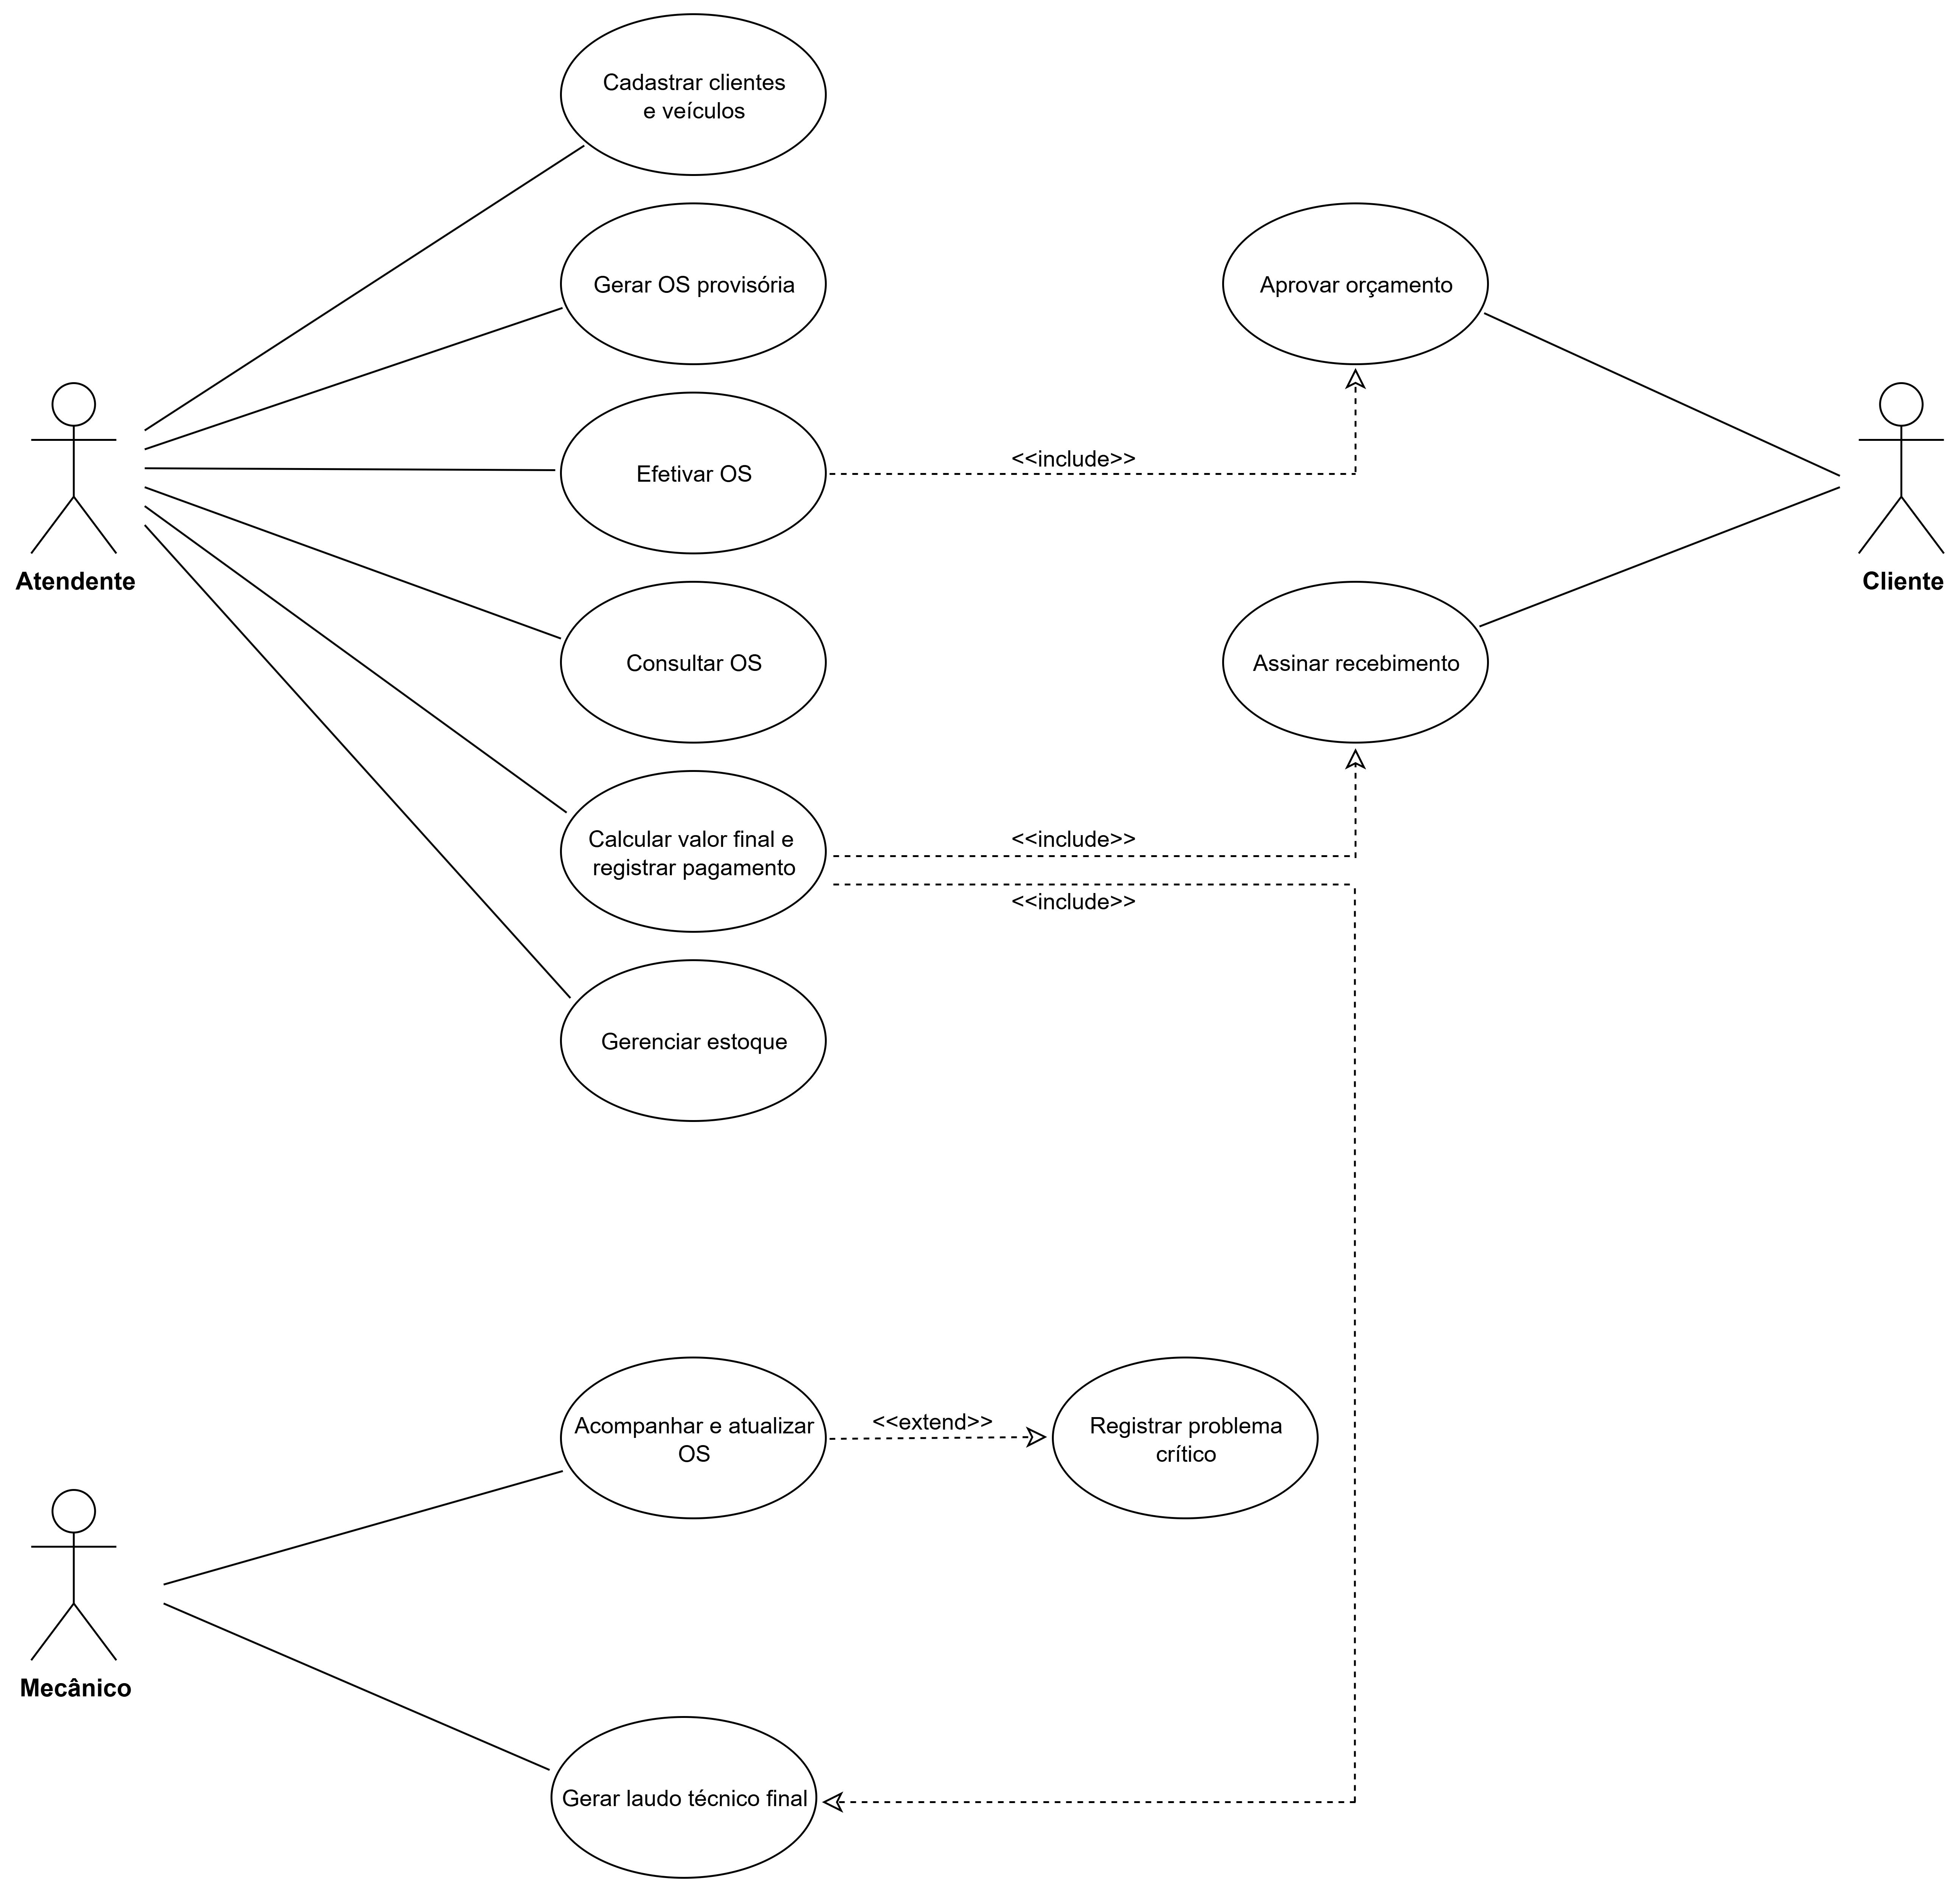 Cadastrar clientes
e veículos
Gerar OS provisória
Aprovar orçamento
<<include>>
Efetivar OS
Atendente
Cliente
Consultar OS
Assinar recebimento
Calcular valor final e
registrar pagamento
<<include>>
<<include>>
Gerenciar estoque
Acompanhar e atualizar
OS
<<extend>>
Registrar problema
crítico
Mecânico
Gerar laudo técnico final